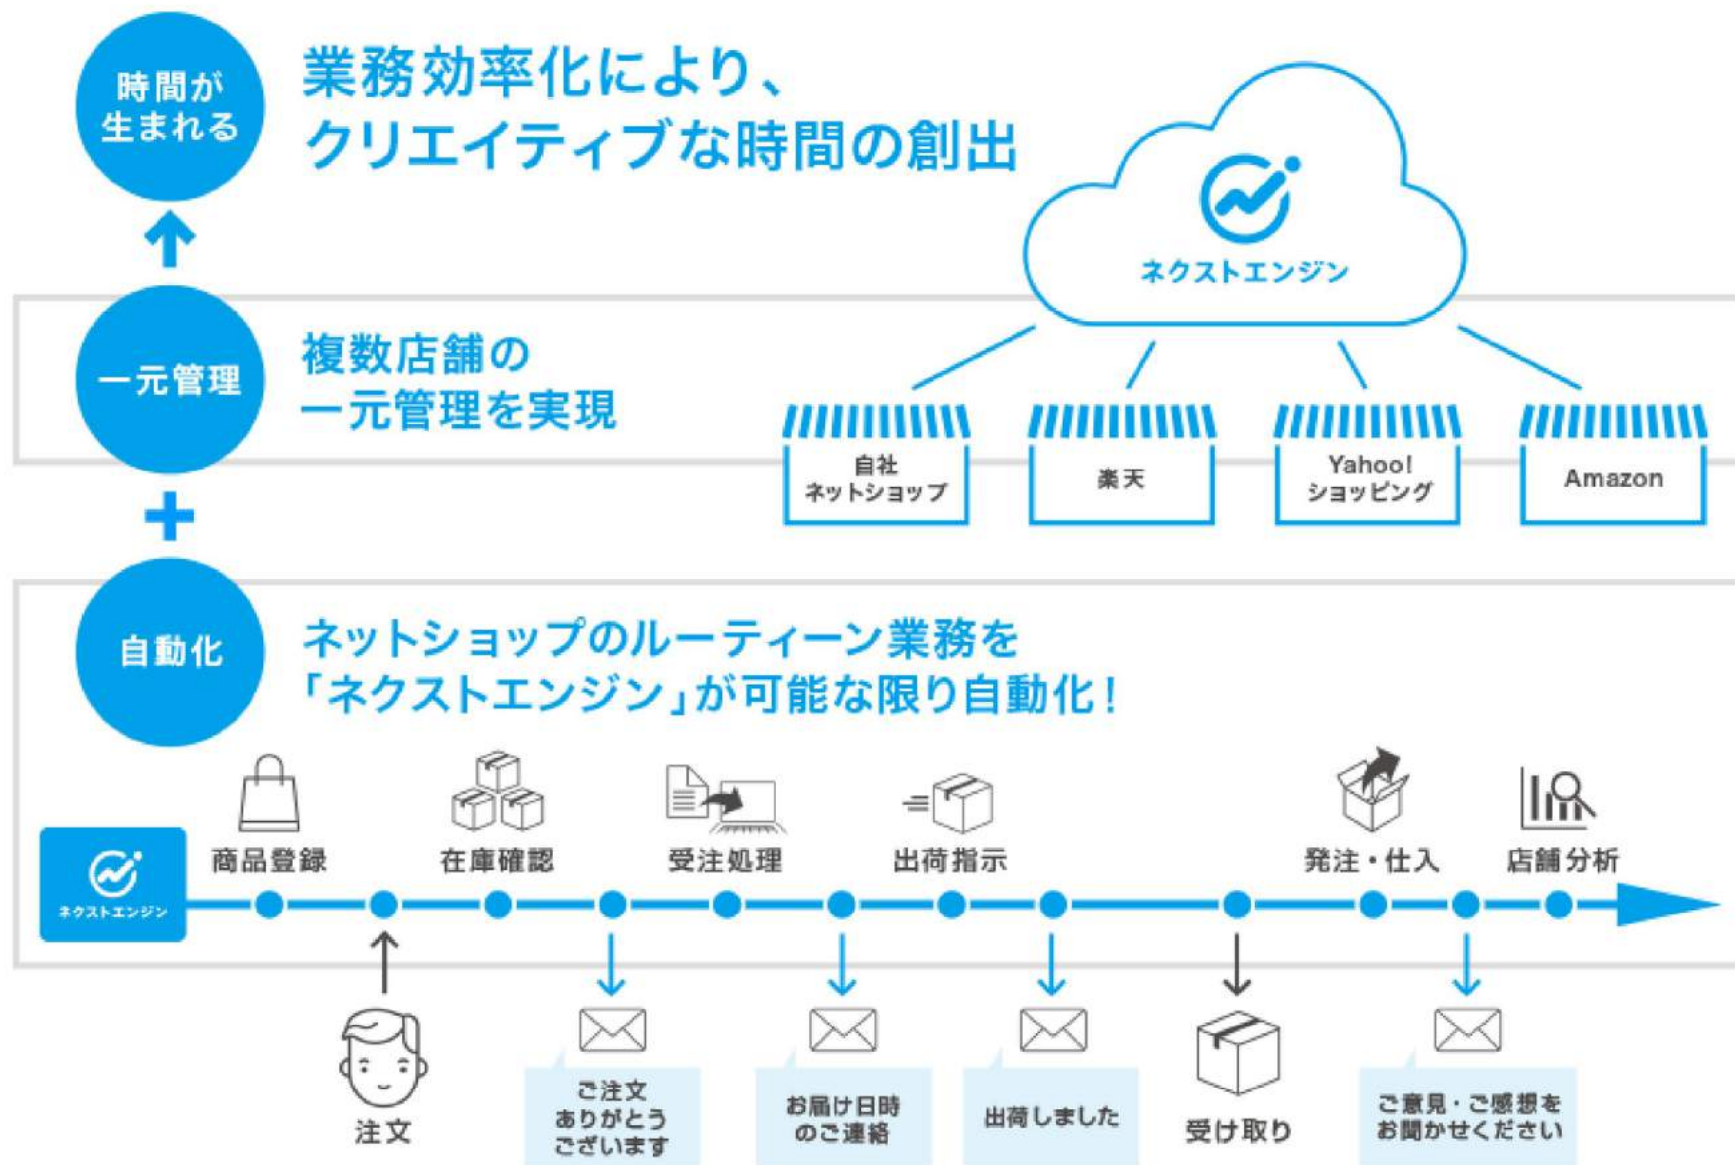 時間が
生まれる
業務効率化により、
クリエイティブな時間の創出
ネクストエンジン
一元管理
複数店舗の
一元管理を実現
自社
ネットショップ
楽天
Yahoo!
ショッピング
Amazon
自動化
ネットショップのルーティーン業務を
「ネクストエンジン」が可能な限り自動化!
商品登録
在庫確認
受注処理
出荷指示
発注・仕入
店舗分析
ネクストエンジン
注文
ご注文
ありがとう
ございます
お届け日時
のご連絡
出荷しました
受け取り
ご意見・ご感想を
お聞かせください